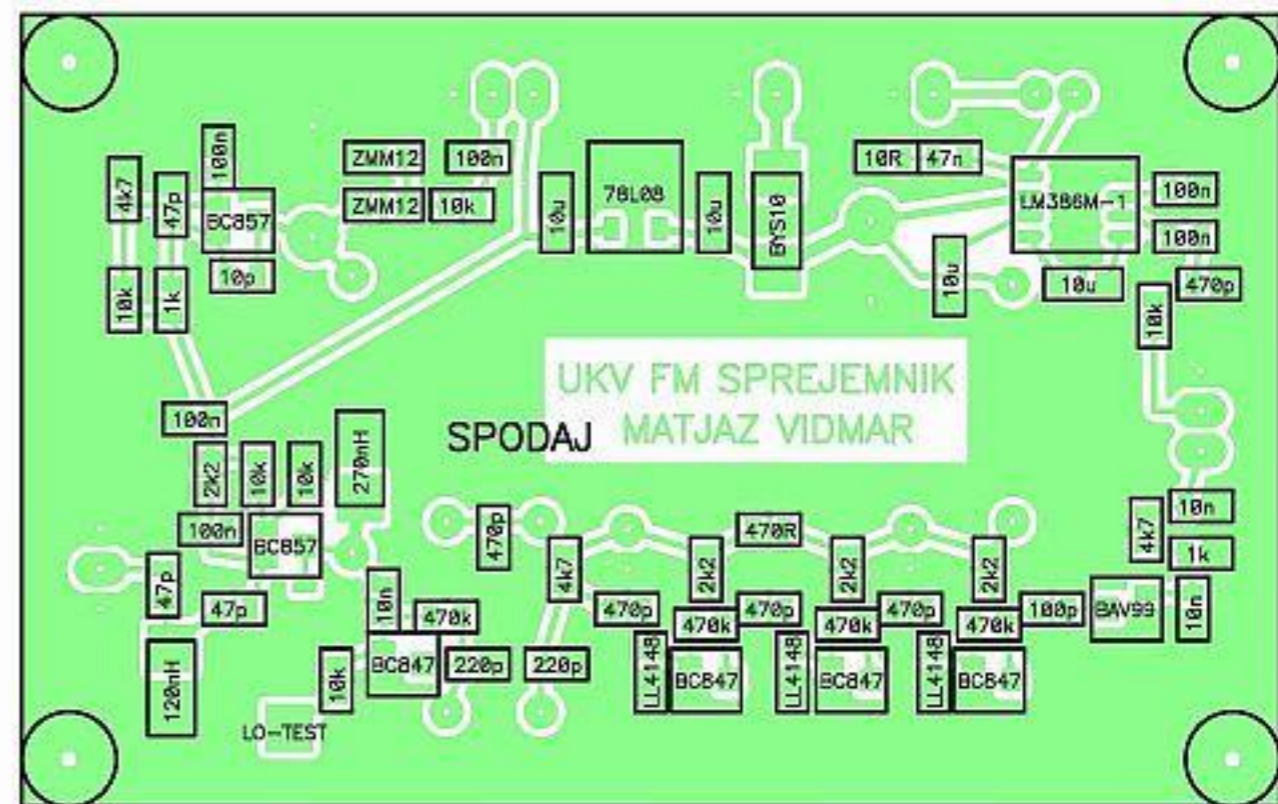 100n
ZMM12
100n
10R
47n
4k7
47p
BC857
ZMM12
10k
10u
78L08
10u
BYS10
LM386M-1
100n
100n
10p
10k
1k
10u
10u
470p
10k
UKV FM SPREJEMNIK
MATJAZ VIDMAR
SPODAJ
100n
270nH
2k2
10k
10k
100n
BC857
470p
470R
4k7
2k2
2k2
2k2
10n
4k7
1k
47p
47p
10n
470k
470p
470p
470p
100p
BAV99
10n
470k
470k
470k
120nH
10k
BC847
220p
220p
LL4148
BC847
LL4148
BC847
LL4148
BC847
LO-TEST